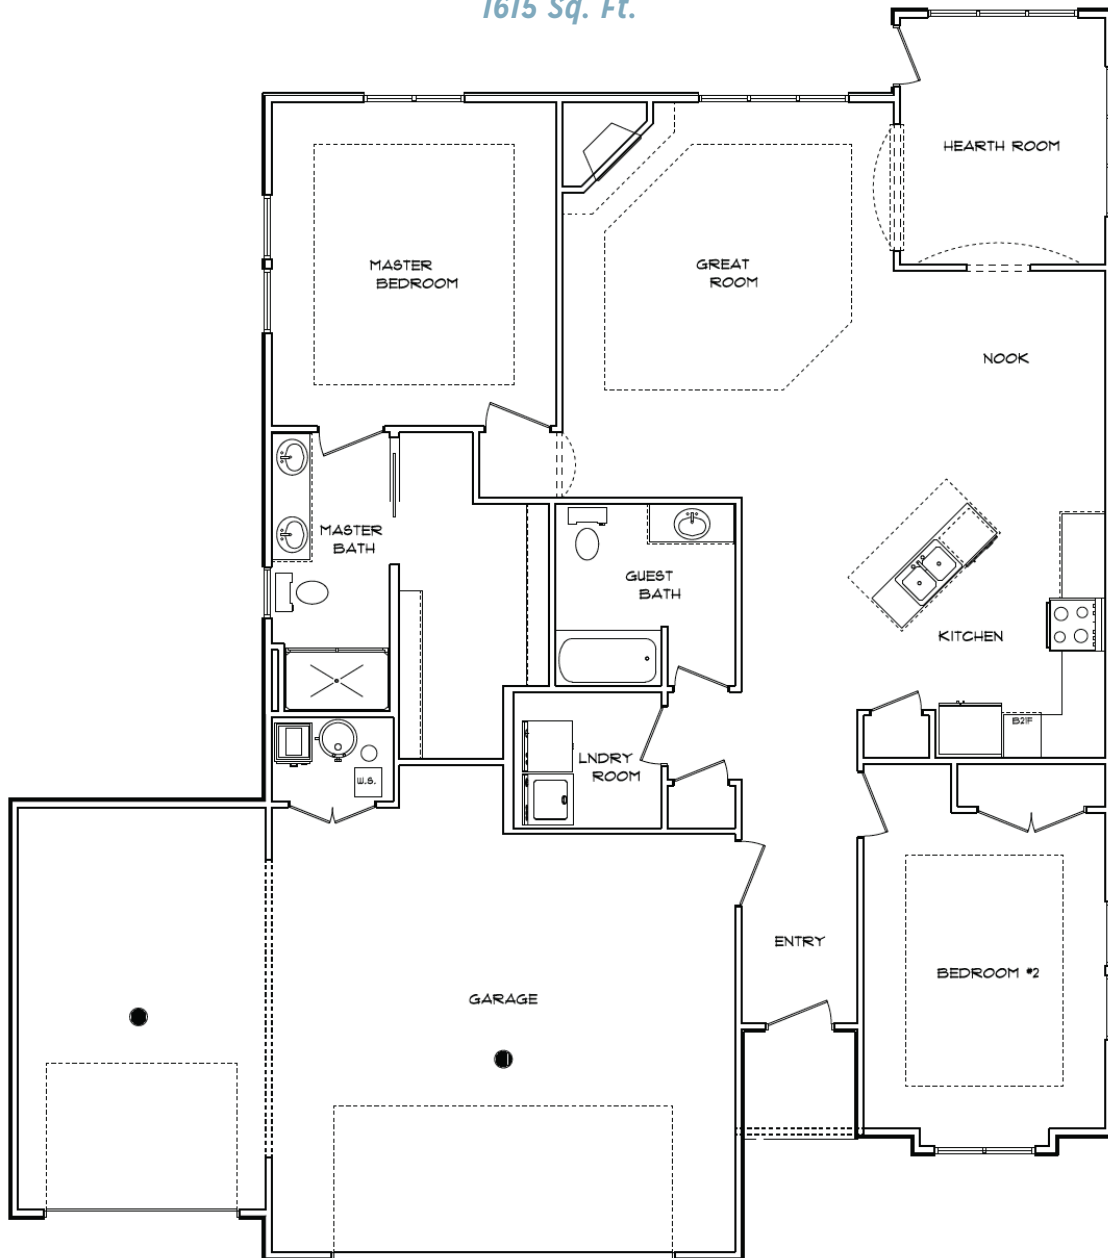 1615 Sq. Ft.
HEARTH ROOM
MASTER
BEDROOM
GREAT
ROOM
NOOK
MASTER
BATH
GUEST
BATH
KITCHEN
B21F
LNDRY
ROOM
W.S.
ENTRY
BEDROOM #2
GARAGE